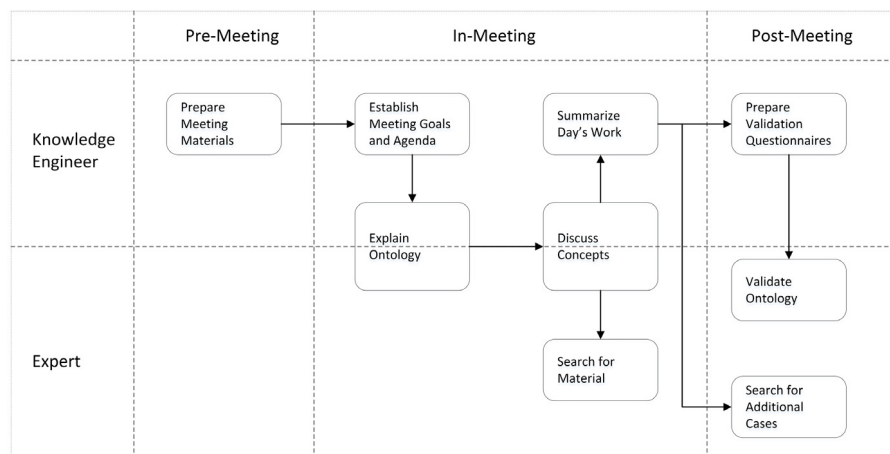 Pre-Meeting
In-Meeting
Post-Meeting
Knowledge
Engineer
Prepare
Meeting
Materials
Establish
Meeting Goals
and Agenda
Summarize
Day's Work
Prepare
Validation
Questionnaires
Explain
Ontology
Discuss
Concepts
Validate
Ontology
Expert
Search for
Material
Search for
Additional
Cases